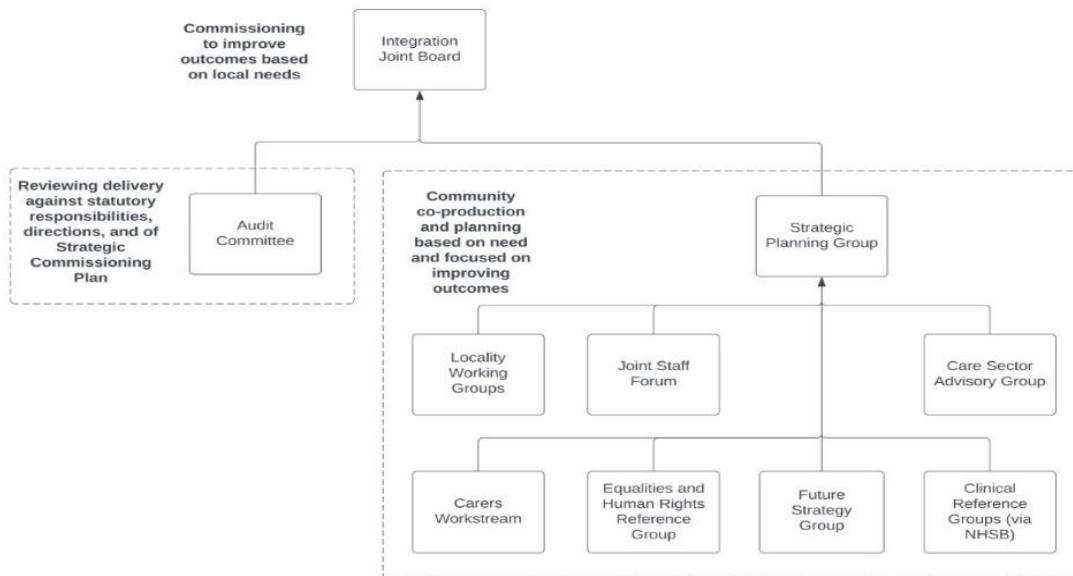 Commissioning
to improve
outcomes based
on local needs
Integration
Joint Board
Reviewing delivery
against statutory
responsibilities,
directions, and of
Strategic
Commissioning
Plan
Audit
Committee
Community
co-production
and planning
based on need
and focused on
improving
outcomes
Strategic
Planning Group
Locality
Working
Groups
Joint Staff
Forum
Care Sector
Advisory Group
Carers
Workstream
Equalities and
Human Rights
Reference
Group
Future
Strategy
Group
Clinical
Reference
Groups (via
NHSB)